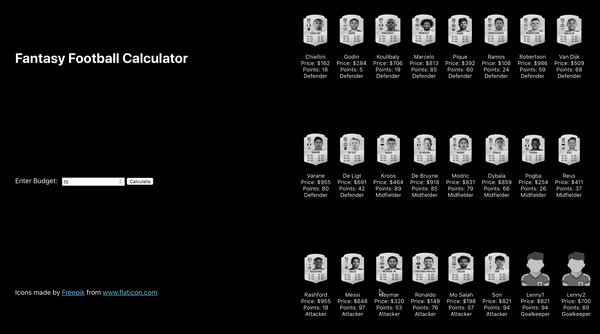 Fantasy Football Calculator
Enter Budget: 10 Calculate
Icons made by Freepik from www.flaticon.com
Chiellini
Price: $162
Points: 18
Defender
Godin
Price: $284
Points: 5
Defender
Koulibaly
Price: $706
Points: 19
Defender
Marcelo
Price: $813
Points: 85
Defender
Pique
Price: $392
Points: 60
Defender
Ramos
Price: $108
Points: 24
Defender
Robertson
Price: $986
Points: 59
Defender
Van Dijk
Price: $509
Points: 68
Defender
Varane
Price: $955
Points: 80
Defender
De Ligt
Price: $691
Points: 42
Defender
Kroos
Price: $464
Points: 89
Midfielder
De Bruyne
Price: $918
Points: 85
Midfielder
Modric
Price: $831
Points: 79
Midfielder
Dybala
Price: $859
Points: 66
Midfielder
Pogba
Price: $254
Points: 26
Midfielder
Reus
Price: $411
Points: 37
Midfielder
Rashford
Price: $955
Points: 18
Attacker
Messi
Price: $648
Points: 97
Attacker
Neymar
Price: $320
Points: 53
Attacker
Ronaldo
Price: $149
Points: 76
Attacker
Mo Salah
Price: $198
Points: 57
Attacker
Son
Price: $821
Points: 94
Attacker
Lenny1
Price: $821
Points: 94
Goalkeeper
Lenny2
Price: $700
Points: 80
Goalkeeper